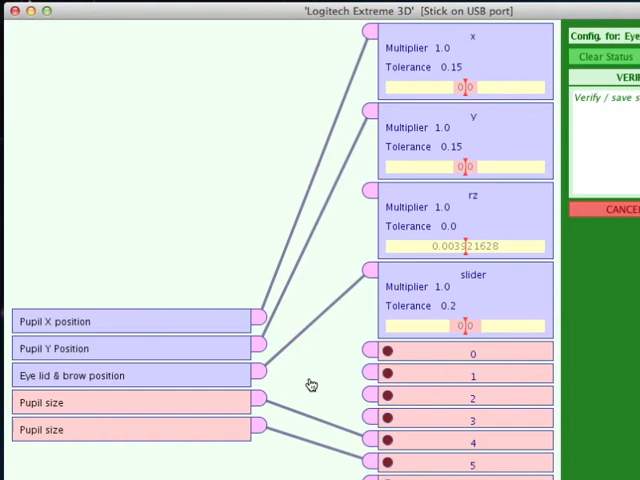 'Logitech Extreme 3D' [Stick on USB port]
x
Multiplier 1.0
Tolerance 0.15
0.0
y
Multiplier 1.0
Tolerance 0.15
0.0
rz
Multiplier 1.0
Tolerance 0.0
0.003921628
slider
Multiplier 1.0
Tolerance 0.2
0.0
0
1
2
3
4
5
Pupil X position
Pupil Y Position
Eye lid & brow position
Pupil size
Pupil size
Config. for: Eye
Clear Status
VERIF
Verify / save s
CANCEL